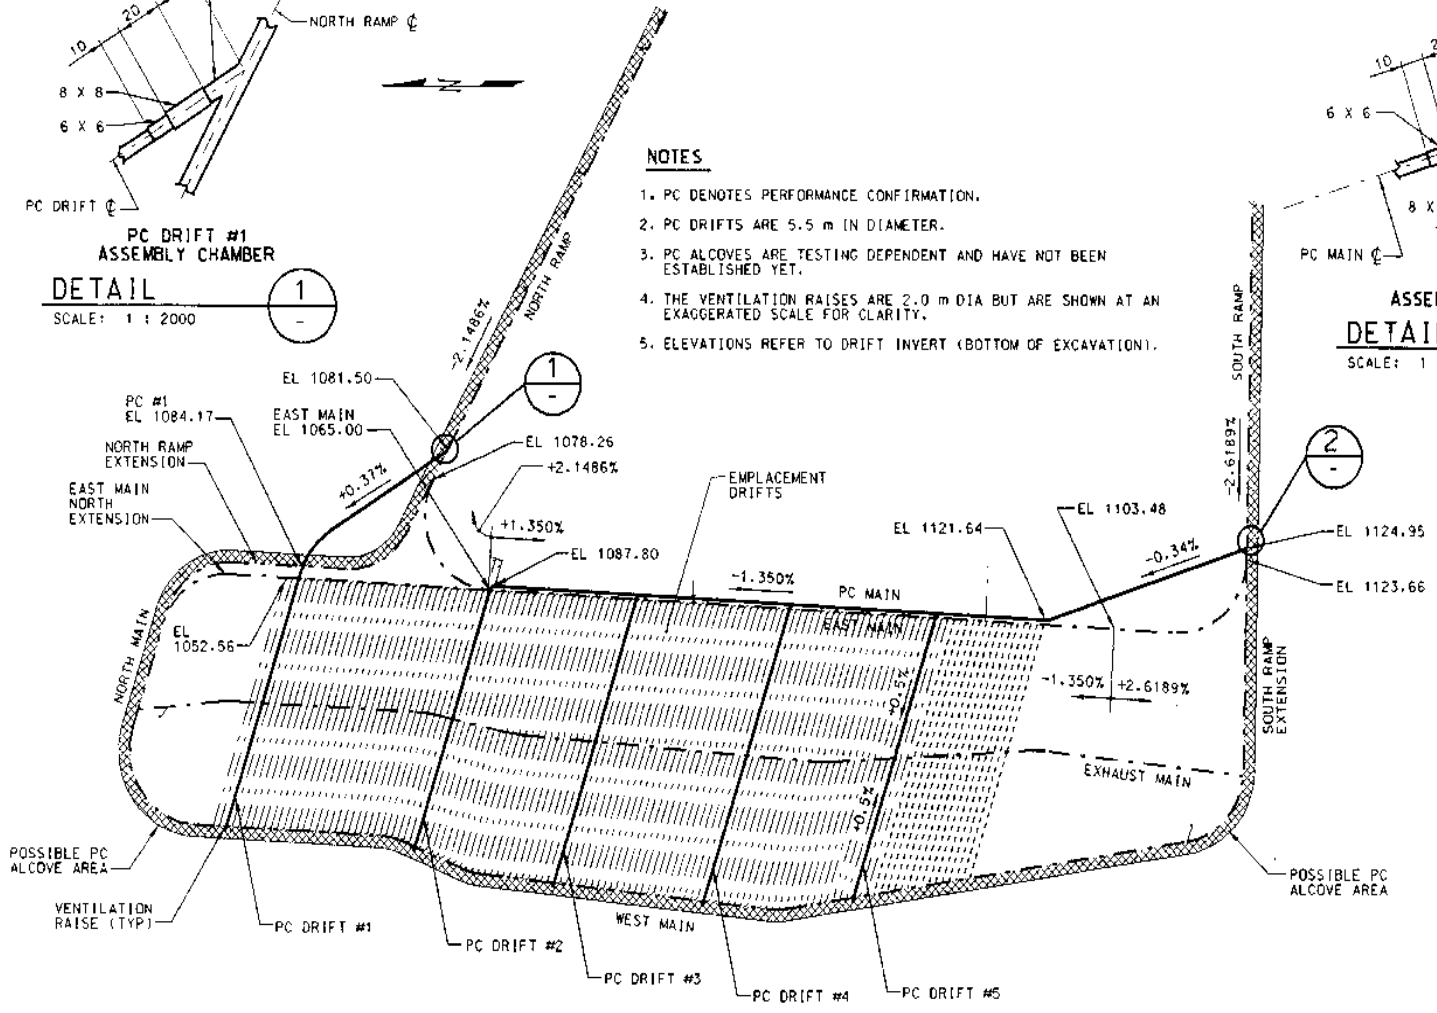 10
20
NORTH RAMP ℄
8 X 8
6 X 6
PC DRIFT ℄
PC DRIFT #1
ASSEMBLY CHAMBER
DETAIL
1
-
SCALE: 1 : 2000
N
NOTES
1. PC DENOTES PERFORMANCE CONFIRMATION.
2. PC DRIFTS ARE 5.5 m IN DIAMETER.
3. PC ALCOVES ARE TESTING DEPENDENT AND HAVE NOT BEEN
ESTABLISHED YET.
4. THE VENTILATION RAISES ARE 2.0 m DIA BUT ARE SHOWN AT AN
EXAGGERATED SCALE FOR CLARITY.
5. ELEVATIONS REFER TO DRIFT INVERT (BOTTOM OF EXCAVATION).
10
6 X 6
8 X
PC MAIN ℄
ASSE
DETAI
SCALE: 1
NORTH RAMP
-2.1486%
SOUTH RAMP
-2.6189%
1
-
2
-
EL 1081.50
PC #1
EL 1084.17
EAST MAIN
EL 1065.00
NORTH RAMP
EXTENSION
EAST MAIN
NORTH
EXTENSION
+0.37%
EL 1078.26
+2.1486%
+1.350%
EL 1087.80
EMPLACEMENT
DRIFTS
-1.350%
PC MAIN
EAST MAIN
EL 1121.64
EL 1103.48
-0.34%
EL 1124.95
EL 1123.66
EL
1052.56
NORTH MAIN
+0.5%
-1.350%
+2.6189%
SOUTH RAMP
EXTENSION
EXHAUST MAIN
+0.5%
POSSIBLE PC
ALCOVE AREA
VENTILATION
RAISE (TYP)
PC DRIFT #1
PC DRIFT #2
PC DRIFT #3
PC DRIFT #4
PC DRIFT #5
WEST MAIN
POSSIBLE PC
ALCOVE AREA